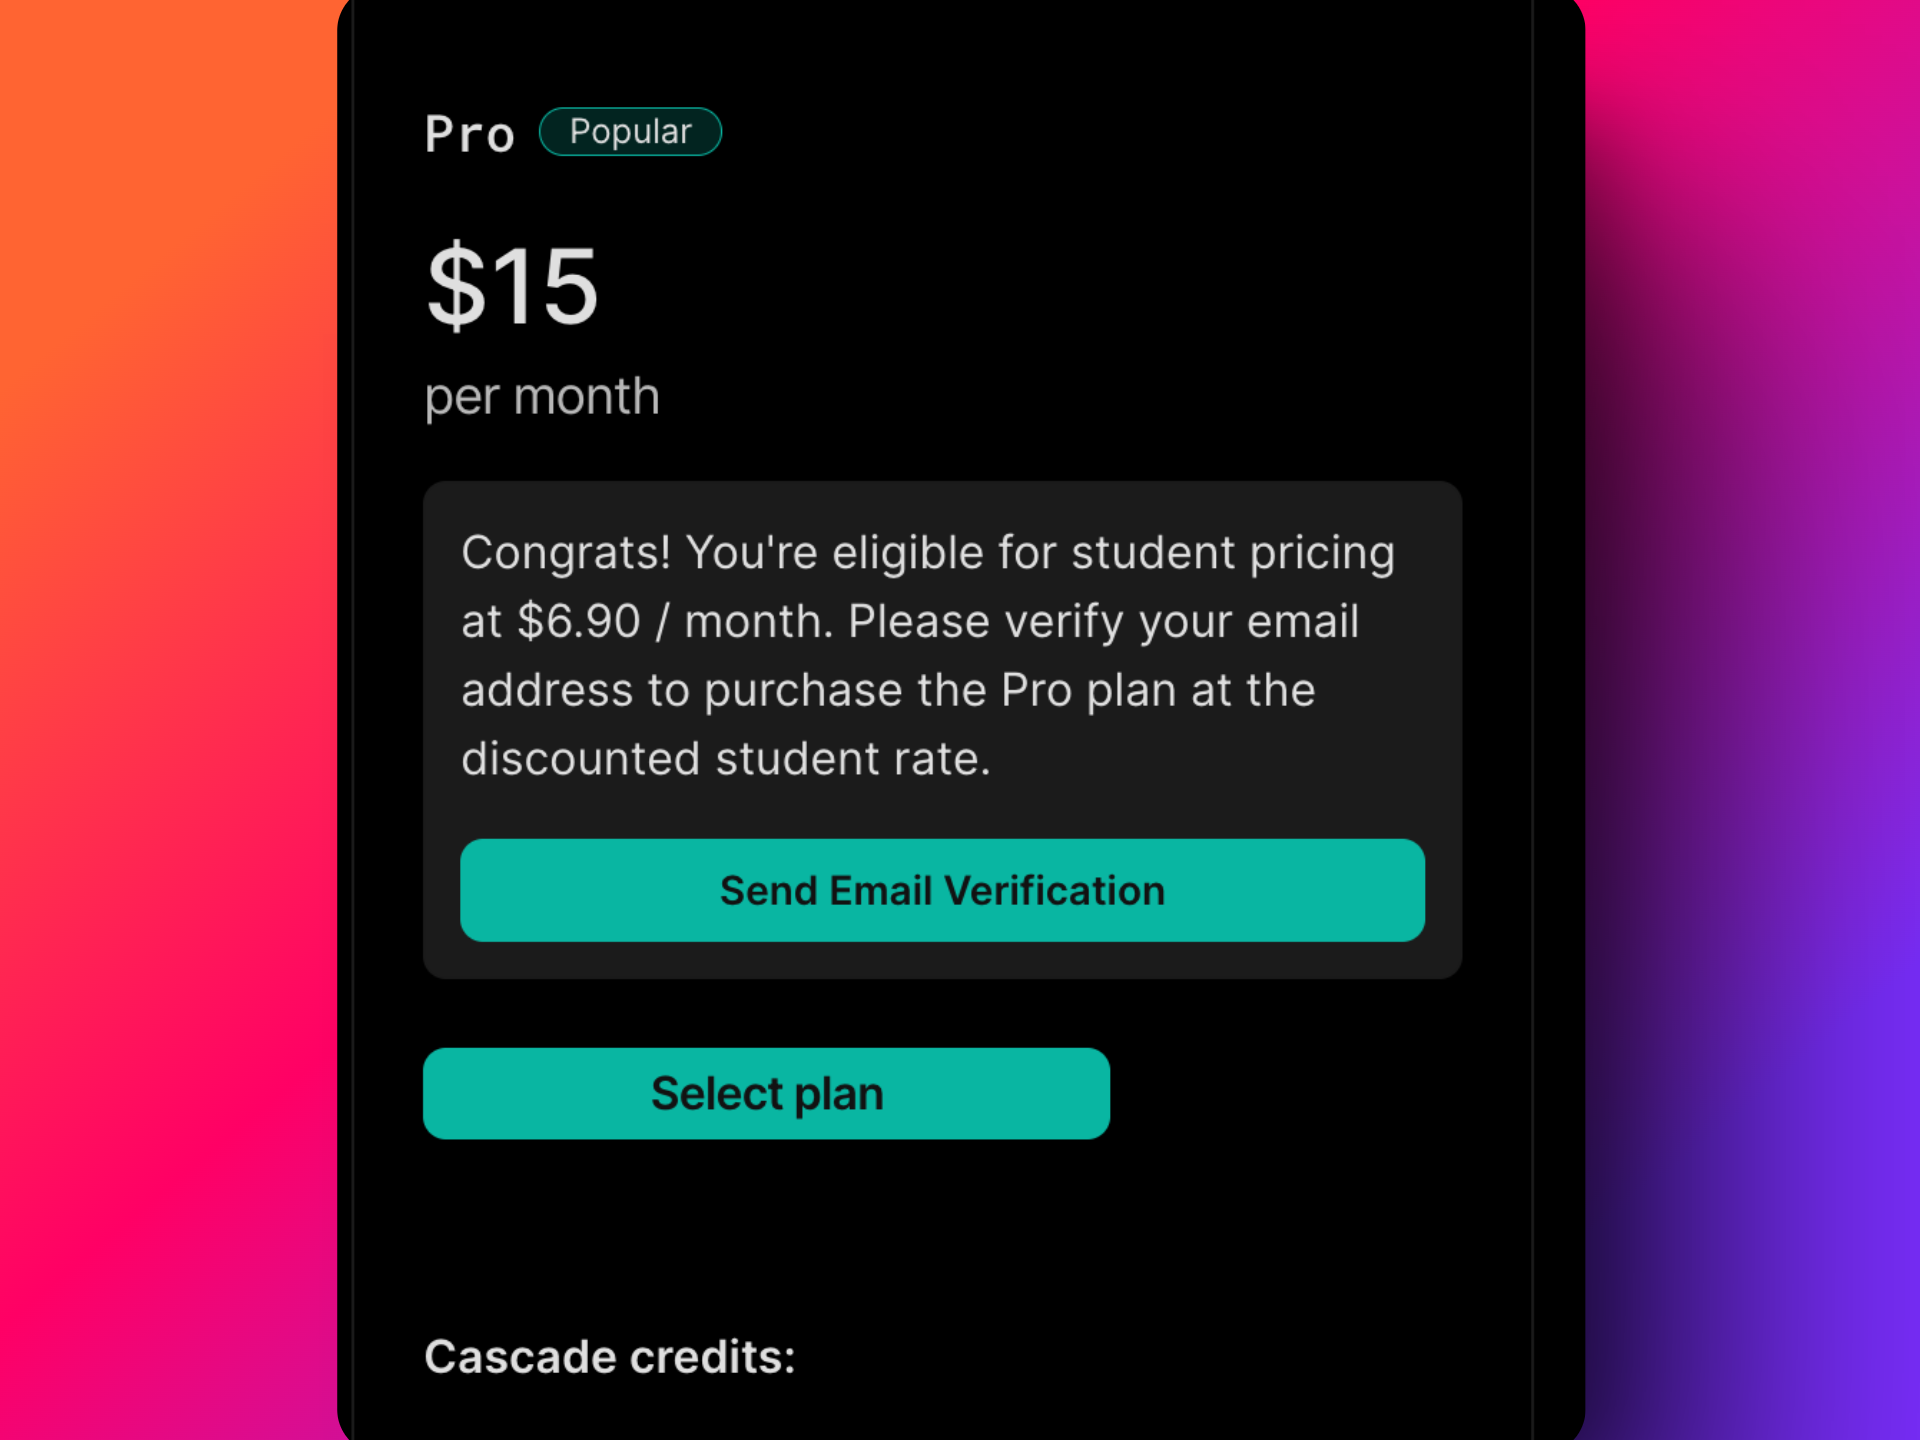 Pro
Popular
$15
per month
Congrats! You're eligible for student pricing
at $6.90 / month. Please verify your email
address to purchase the Pro plan at the
discounted student rate.
Send Email Verification
Select plan
Cascade credits: